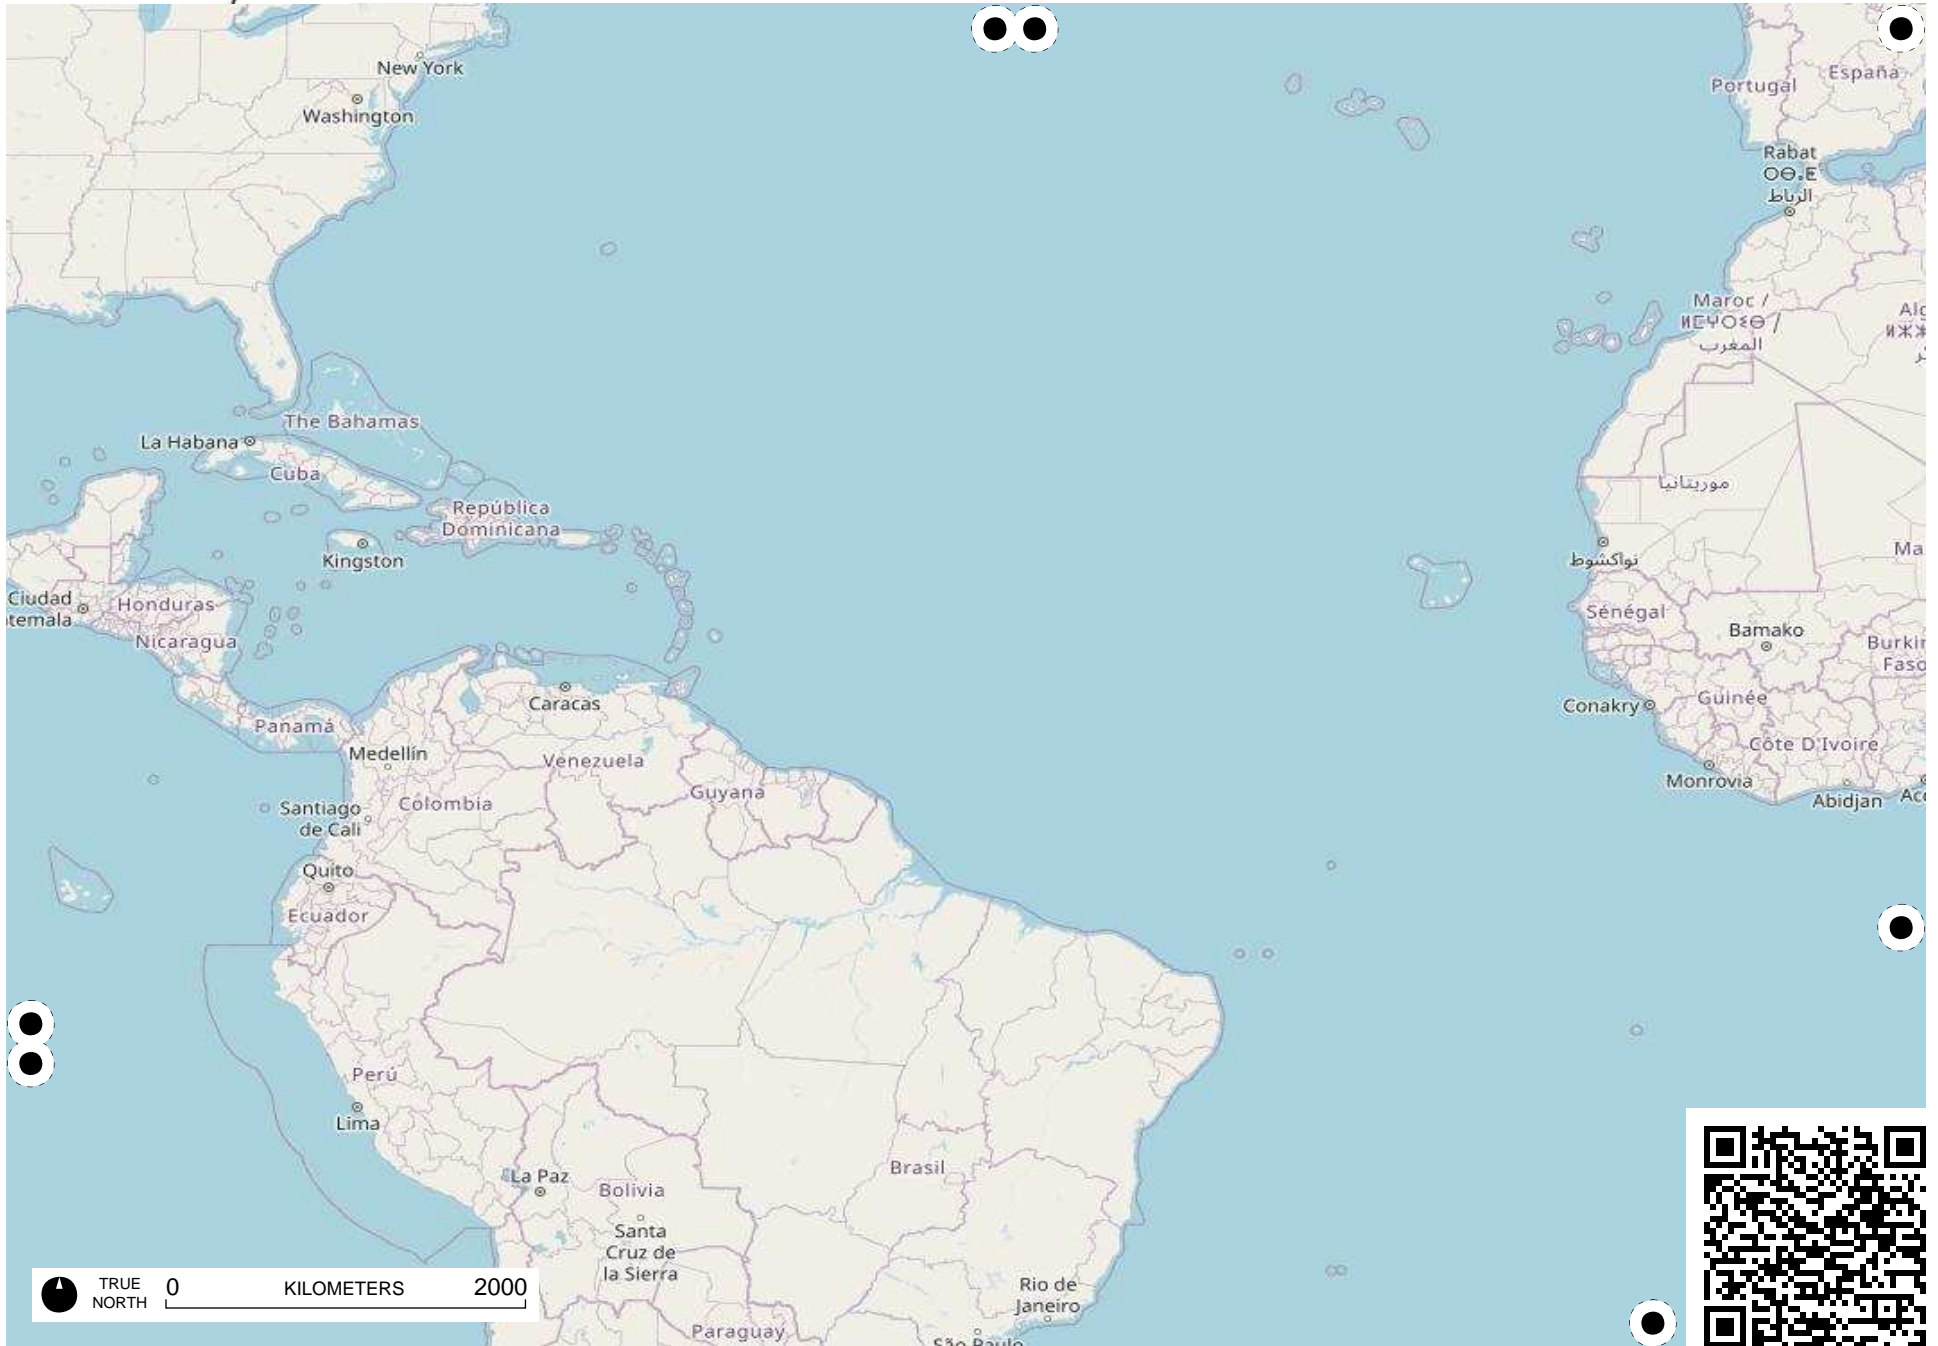 New York
Washington
Portugal
España
Rabat
ⵔⴱⴰⵟ
الرباط
Maroc /
ⵍⵎⵖⵔⵉⴱ /
المغرب
The Bahamas
La Habana
Cuba
República
Dominicana
Kingston
موريتانيا
نواكشوط
Ciudad
Honduras
Nicaragua
Sénégal
Bamako
Caracas
Conakry
Guinée
Panamá
Medellín
Venezuela
Côte D'Ivoire
Guyana
Colombia
Monrovia
Abidjan
Santiago
de Cali
Quito
Ecuador
Perú
Lima
La Paz
Bolivia
Brasil
Santa
Cruz de
la Sierra
Rio de
Janeiro
Paraguay
São Paulo
TRUE
NORTH
0 KILOMETERS 2000